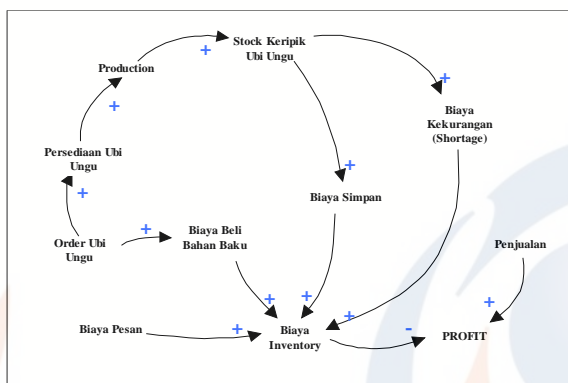 Stock Keripik
Ubi Ungu
+
Production
+
+
Biaya
Kekurangan
(Shortage)
Persediaan Ubi
Ungu
+
+
Biaya Simpan
Order Ubi
Ungu
+
Biaya Beli
Bahan Baku
Penjualan
+
+
+
+
Biaya Pesan
+
Biaya
Inventory
-
PROFIT